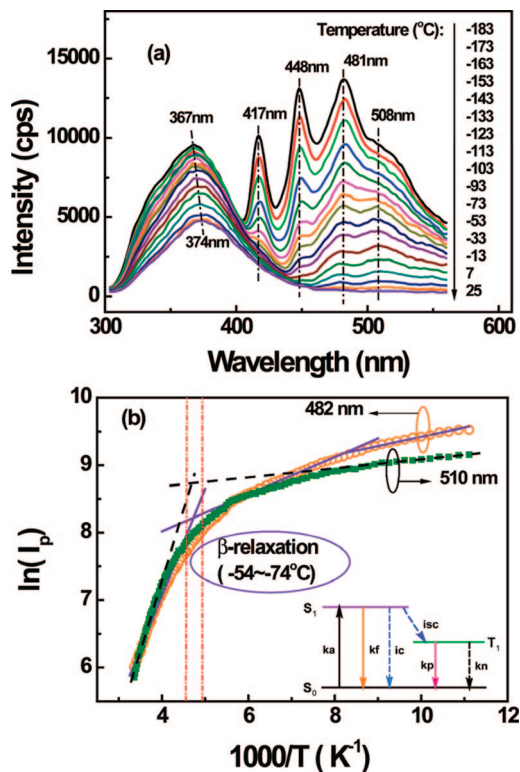 Temperature (°C):
-183
-173
-163
-153
-143
-133
-123
-113
-103
-93
-73
-53
-33
-13
7
25
(a)
367nm
417nm
448nm
481nm
508nm
374nm
15000
10000
5000
0
Intensity (cps)
300 400 500 600
Wavelength (nm)
(b)
482 nm
510 nm
β-relaxation
( -54~-74°C)
S1
isc
T1
ka
kf
ic
kp
kn
S0
10
9
8
7
6
ln( Ip)
4 6 8 10 12
1000/T ( K-1)